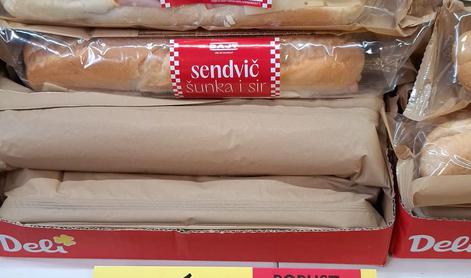 sendvič
šunka i sir
Deli
Deli
POPUST